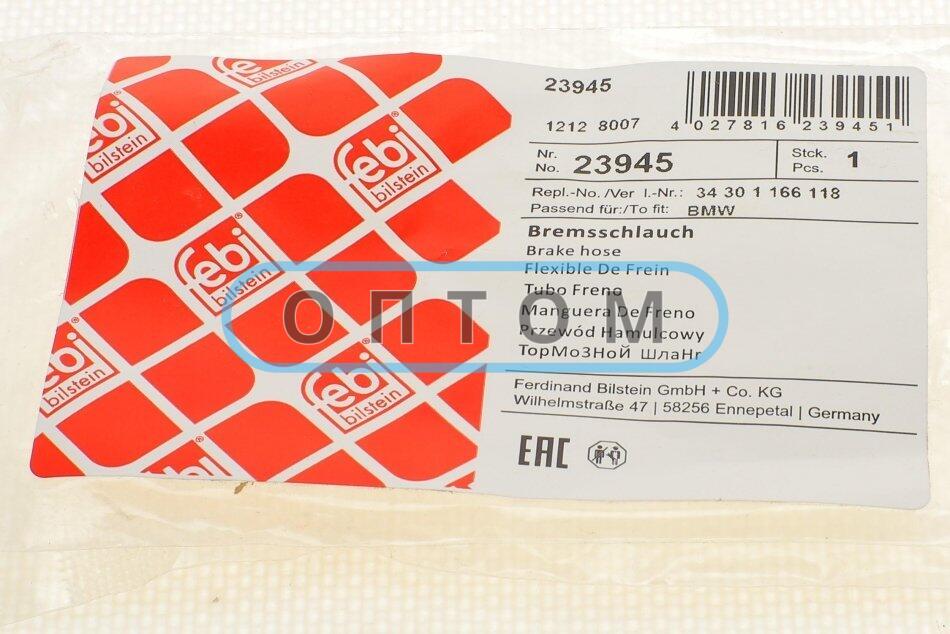 febi
bilstein
febi
bilstein
febi
bilstein
febi
bilstein
febi
bilstein
febi
bilstein
febi
23945
1212 8007
4 027816 239451
Nr.
No. 23945
Stck.
Pcs. 1
Repl.-No./Ver l.-Nr.: 34 30 1 166 118
Passend für:/To fit: BMW
Bremsschlauch
Brake hose
Flexible De Frein
Tubo Freno
Manguera De Freno
Przewód Hamulcowy
ТорМоЗНоЙ ШлаНг
ОПТОМ
Ferdinand Bilstein GmbH + Co. KG
Wilhelmstraße 47 | 58256 Ennepetal | Germany
EAC